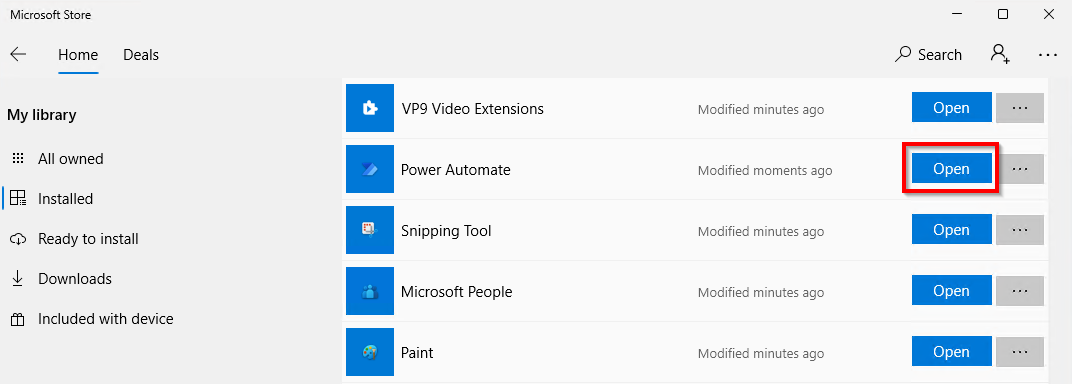 Microsoft Store
Home Deals Search
My library
All owned
Installed
Ready to install
Downloads
Included with device
VP9 Video Extensions Modified minutes ago Open
Power Automate Modified moments ago Open
Snipping Tool Modified minutes ago Open
Microsoft People Modified minutes ago Open
Paint Modified minutes ago Open